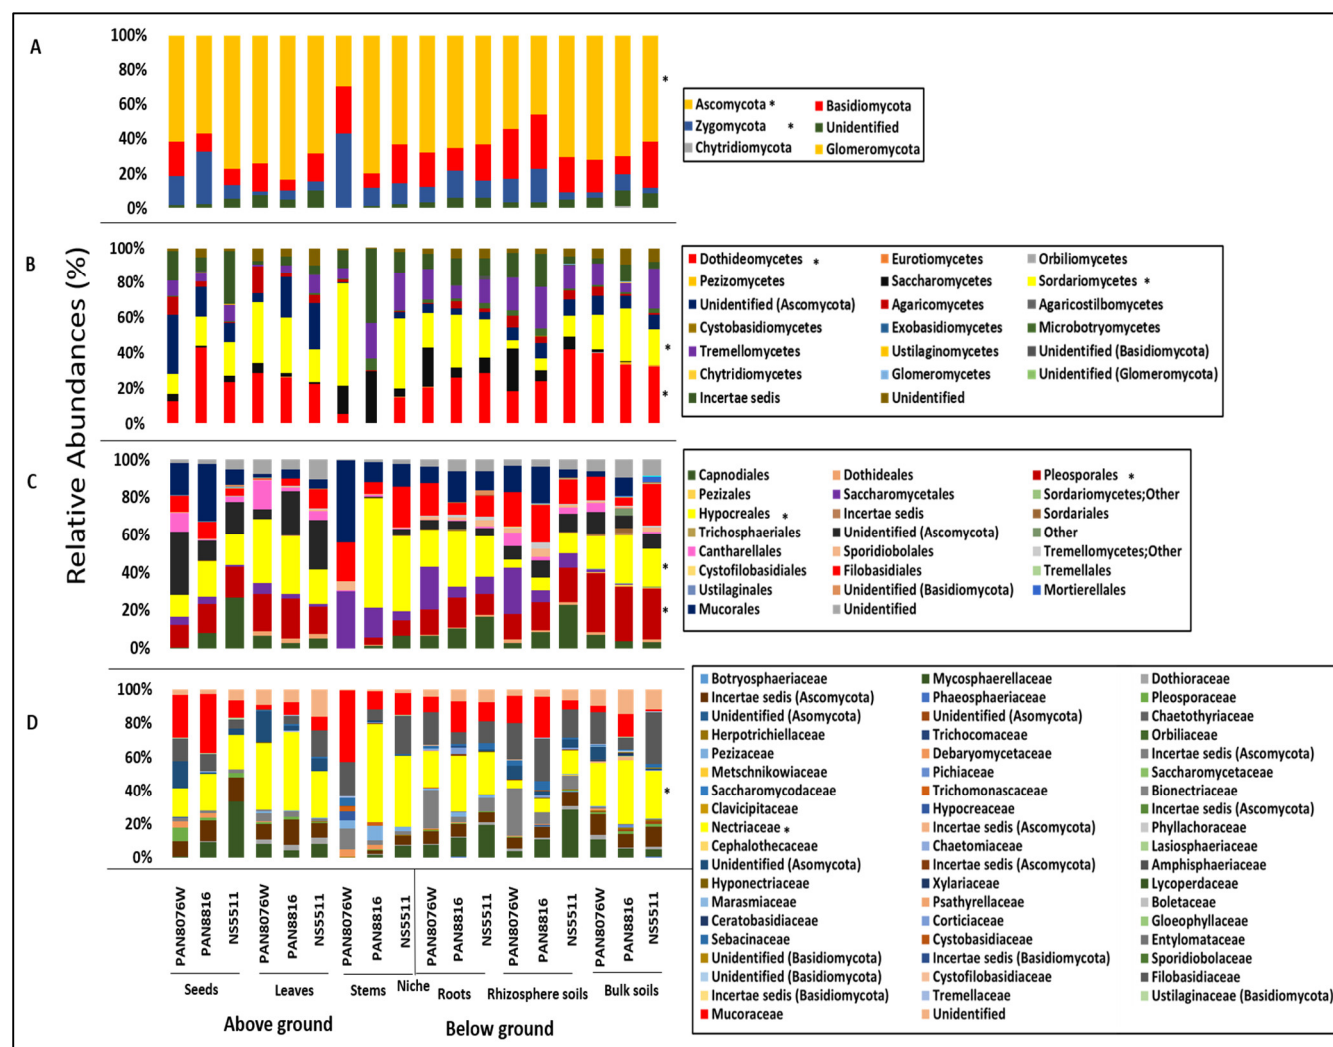 A
100%
80%
60%
40%
20%
0%
Ascomycota * Basidiomycota
Zygomycota * Unidentified
Chytridiomycota Glomeromycota
*
B
100%
80%
60%
40%
20%
0%
*
*
Dothideomycetes * Eurotiomycetes Orbiliomycetes
Pezizomycetes Saccharomycetes Sordariomycetes *
Unidentified (Ascomycota) Agaricomycetes Agaricostilbomycetes
Cystobasidiomycetes Exobasidiomycetes Microbotryomycetes
Tremellomycetes Ustilaginomycetes Unidentified (Basidiomycota)
Chytridiomycetes Glomeromycetes Unidentified (Glomeromycota)
Incertae sedis Unidentified
Relative Abundances (%)
C
100%
80%
60%
40%
20%
0%
*
*
Capnodiales Dothideales Pleosporales *
Pezizales Saccharomycetales Sordariomycetes;Other
Hypocreales * Incertae sedis Sordariales
Trichosphaeriales Unidentified (Ascomycota) Other
Cantharellales Sporidiobolales Tremellomycetes;Other
Cystofilobasidiales Filobasidiales Tremellales
Ustilaginales Unidentified (Basidiomycota) Mortierellales
Mucorales Unidentified
D
100%
80%
60%
40%
20%
0%
*
Botryosphaeriaceae Mycosphaerellaceae Dothioraceae
Incertae sedis (Ascomycota) Phaeosphaeriaceae Pleosporaceae
Unidentified (Asomycota) Unidentified (Asomycota) Chaetothyriaceae
Herpotrichiellaceae Trichocomaceae Orbiliaceae
Pezizaceae Debaryomycetaceae Incertae sedis (Ascomycota)
Metschnikowiaceae Pichiaceae Saccharomycetaceae
Saccharomycodaceae Trichomonascaceae Bionectriaceae
Clavicipitaceae Hypocreaceae Incertae sedis (Ascomycota)
Nectriaceae * Incertae sedis (Ascomycota) Phyllachoraceae
Cephalothecaceae Chaetomiaceae Lasiosphaeriaceae
Unidentified (Asomycota) Incertae sedis (Ascomycota) Amphisphaeriaceae
Hyponectriaceae Xylariaceae Lycoperdaceae
Marasmiaceae Psathyrellaceae Boletaceae
Ceratobasidiaceae Corticiaceae Gloeophyllaceae
Sebacinaceae Cystobasidiaceae Entylomataceae
Unidentified (Basidiomycota) Incertae sedis (Basidiomycota) Sporidiobolaceae
Unidentified (Basidiomycota) Cystofilobasidiaceae Filobasidiaceae
Incertae sedis (Basidiomycota) Tremellaceae Ustilaginaceae (Basidiomycota)
Mucoraceae Unidentified
PAN8076W PAN8816 NS5511 PAN8076W PAN8816 NS5511 PAN8076W PAN8816 NS5511 PAN8076W PAN8816 NS5511 PAN8076W PAN8816 NS5511 PAN8076W PAN8816 NS5511
Seeds Leaves Stems Niche Roots Rhizosphere soils Bulk soils
Above ground Below ground